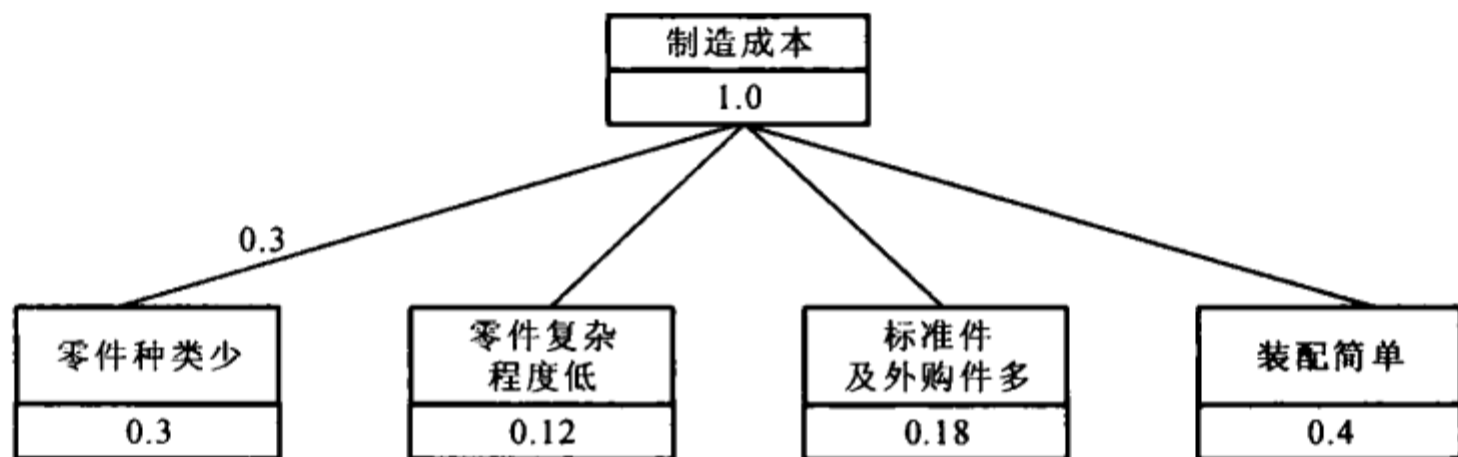 制造成本
1.0
0.3
零件种类少
零件复杂
程度低
标准件
及外购件多
装配简单
0.3
0.12
0.18
0.4